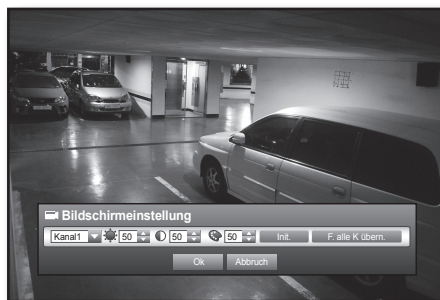 Bildschirmeinstellung
Kanal1 50 50 50 Init. F. alle K übern.
Ok Abbruch